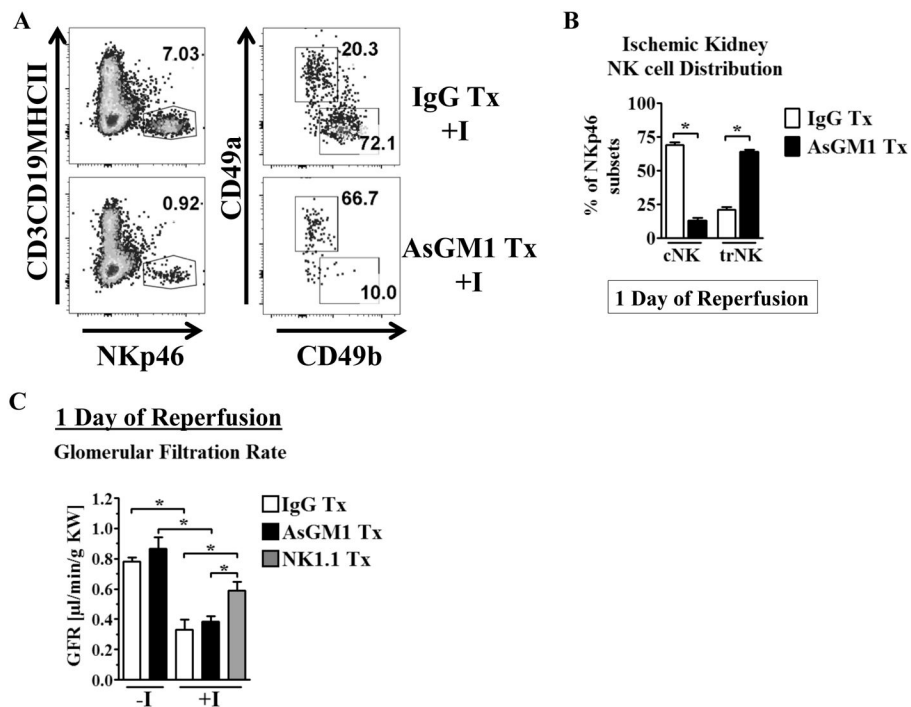 A
CD3CD19MHCII
7.03
0.92
NKp46
CD49a
20.3
72.1
66.7
10.0
CD49b
IgG Tx
+I
AsGM1 Tx
+I
B
Ischemic Kidney
NK cell Distribution
% of NKp46
subsets
100
75
50
25
0
*
*
cNK
trNK
IgG Tx
AsGM1 Tx
1 Day of Reperfusion
C
1 Day of Reperfusion
Glomerular Filtration Rate
GFR [µl/min/g KW]
1.2
1.0
0.8
0.6
0.4
0.2
0.0
*
*
*
*
-I
+I
IgG Tx
AsGM1 Tx
NK1.1 Tx